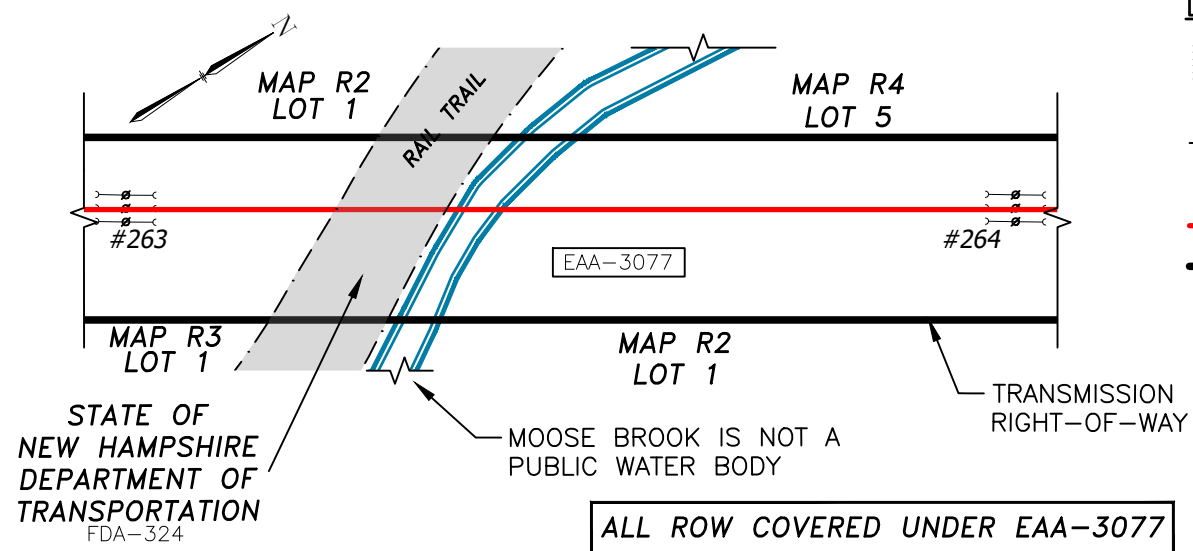 N
MAP R2
LOT 1
RAIL TRAIL
MAP R4
LOT 5
#263
#264
EAA-3077
MAP R3
LOT 1
MAP R2
LOT 1
STATE OF
NEW HAMPSHIRE
DEPARTMENT OF
TRANSPORTATION
FDA-324
MOOSE BROOK IS NOT A
PUBLIC WATER BODY
TRANSMISSION
RIGHT-OF-WAY
ALL ROW COVERED UNDER EAA-3077